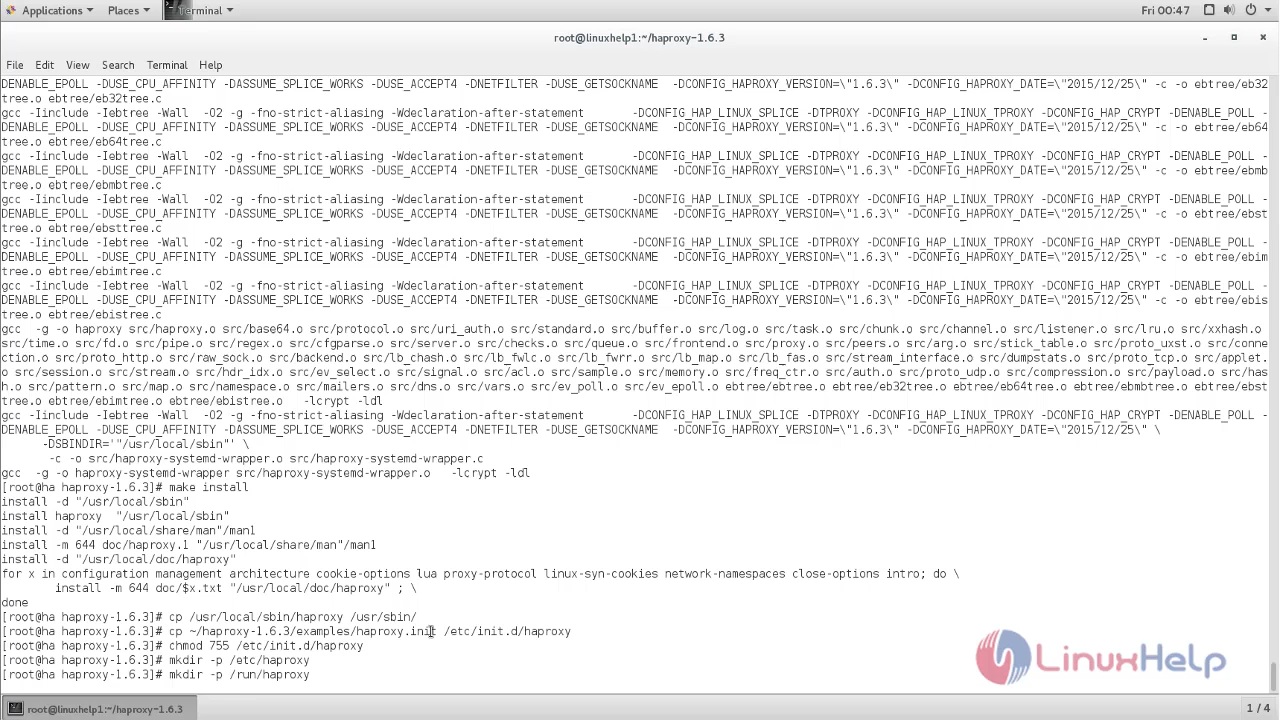 Applications Places Terminal Fri 00:47
root@linuxhelp1:~/haproxy-1.6.3
File Edit View Search Terminal Help
DENABLE_EPOLL -DUSE_CPU_AFFINITY -DASSUME_SPLICE_WORKS -DUSE_ACCEPT4 -DNETFILTER -DUSE_GETSOCKNAME -DCONFIG_HAPROXY_VERSION=\"1.6.3\" -DCONFIG_HAPROXY_DATE=\"2015/12/25\" -c -o ebtree/eb32
tree.o ebtree/eb32tree.c
gcc -Iinclude -Iebtree -Wall -O2 -g -fno-strict-aliasing -Wdeclaration-after-statement -DCONFIG_HAP_LINUX_SPLICE -DTPROXY -DCONFIG_HAP_LINUX_TPROXY -DCONFIG_HAP_CRYPT -DENABLE_POLL -
DENABLE_EPOLL -DUSE_CPU_AFFINITY -DASSUME_SPLICE_WORKS -DUSE_ACCEPT4 -DNETFILTER -DUSE_GETSOCKNAME -DCONFIG_HAPROXY_VERSION=\"1.6.3\" -DCONFIG_HAPROXY_DATE=\"2015/12/25\" -c -o ebtree/eb64
tree.o ebtree/eb64tree.c
gcc -Iinclude -Iebtree -Wall -O2 -g -fno-strict-aliasing -Wdeclaration-after-statement -DCONFIG_HAP_LINUX_SPLICE -DTPROXY -DCONFIG_HAP_LINUX_TPROXY -DCONFIG_HAP_CRYPT -DENABLE_POLL -
DENABLE_EPOLL -DUSE_CPU_AFFINITY -DASSUME_SPLICE_WORKS -DUSE_ACCEPT4 -DNETFILTER -DUSE_GETSOCKNAME -DCONFIG_HAPROXY_VERSION=\"1.6.3\" -DCONFIG_HAPROXY_DATE=\"2015/12/25\" -c -o ebtree/ebmb
tree.o ebtree/ebmbtree.c
gcc -Iinclude -Iebtree -Wall -O2 -g -fno-strict-aliasing -Wdeclaration-after-statement -DCONFIG_HAP_LINUX_SPLICE -DTPROXY -DCONFIG_HAP_LINUX_TPROXY -DCONFIG_HAP_CRYPT -DENABLE_POLL -
DENABLE_EPOLL -DUSE_CPU_AFFINITY -DASSUME_SPLICE_WORKS -DUSE_ACCEPT4 -DNETFILTER -DUSE_GETSOCKNAME -DCONFIG_HAPROXY_VERSION=\"1.6.3\" -DCONFIG_HAPROXY_DATE=\"2015/12/25\" -c -o ebtree/ebst
tree.o ebtree/ebsttree.c
gcc -Iinclude -Iebtree -Wall -O2 -g -fno-strict-aliasing -Wdeclaration-after-statement -DCONFIG_HAP_LINUX_SPLICE -DTPROXY -DCONFIG_HAP_LINUX_TPROXY -DCONFIG_HAP_CRYPT -DENABLE_POLL -
DENABLE_EPOLL -DUSE_CPU_AFFINITY -DASSUME_SPLICE_WORKS -DUSE_ACCEPT4 -DNETFILTER -DUSE_GETSOCKNAME -DCONFIG_HAPROXY_VERSION=\"1.6.3\" -DCONFIG_HAPROXY_DATE=\"2015/12/25\" -c -o ebtree/ebim
tree.o ebtree/ebimtree.c
gcc -Iinclude -Iebtree -Wall -O2 -g -fno-strict-aliasing -Wdeclaration-after-statement -DCONFIG_HAP_LINUX_SPLICE -DTPROXY -DCONFIG_HAP_LINUX_TPROXY -DCONFIG_HAP_CRYPT -DENABLE_POLL -
DENABLE_EPOLL -DUSE_CPU_AFFINITY -DASSUME_SPLICE_WORKS -DUSE_ACCEPT4 -DNETFILTER -DUSE_GETSOCKNAME -DCONFIG_HAPROXY_VERSION=\"1.6.3\" -DCONFIG_HAPROXY_DATE=\"2015/12/25\" -c -o ebtree/ebis
tree.o ebtree/ebistree.c
gcc -g -o haproxy src/haproxy.o src/base64.o src/protocol.o src/uri_auth.o src/standard.o src/buffer.o src/log.o src/task.o src/chunk.o src/channel.o src/listener.o src/lru.o src/xxhash.o
src/time.o src/fd.o src/pipe.o src/regex.o src/cfgparse.o src/server.o src/checks.o src/queue.o src/frontend.o src/proxy.o src/peers.o src/arg.o src/stick_table.o src/proto_uxst.o src/conne
ction.o src/proto_http.o src/raw_sock.o src/backend.o src/lb_chash.o src/lb_fwlc.o src/lb_fwrr.o src/lb_map.o src/lb_fas.o src/stream_interface.o src/dumpstats.o src/proto_tcp.o src/applet.
o src/session.o src/stream.o src/hdr_idx.o src/ev_select.o src/signal.o src/acl.o src/sample.o src/memory.o src/freq_ctr.o src/auth.o src/proto_udp.o src/compression.o src/payload.o src/has
h.o src/pattern.o src/map.o src/namespace.o src/mailers.o src/dns.o src/vars.o src/ev_poll.o src/ev_epoll.o ebtree/ebtree.o ebtree/eb32tree.o ebtree/eb64tree.o ebtree/ebmbtree.o ebtree/ebst
tree.o ebtree/ebimtree.o ebtree/ebistree.o -lcrypt -ldl
gcc -Iinclude -Iebtree -Wall -O2 -g -fno-strict-aliasing -Wdeclaration-after-statement -DCONFIG_HAP_LINUX_SPLICE -DTPROXY -DCONFIG_HAP_LINUX_TPROXY -DCONFIG_HAP_CRYPT -DENABLE_POLL -
DENABLE_EPOLL -DUSE_CPU_AFFINITY -DASSUME_SPLICE_WORKS -DUSE_ACCEPT4 -DNETFILTER -DUSE_GETSOCKNAME -DCONFIG_HAPROXY_VERSION=\"1.6.3\" -DCONFIG_HAPROXY_DATE=\"2015/12/25\" \
-DSBINDIR='"/usr/local/sbin"' \
-c -o src/haproxy-systemd-wrapper.o src/haproxy-systemd-wrapper.c
gcc -g -o haproxy-systemd-wrapper src/haproxy-systemd-wrapper.o -lcrypt -ldl
[root@ha haproxy-1.6.3]# make install
install -d "/usr/local/sbin"
install haproxy "/usr/local/sbin"
install -d "/usr/local/share/man"/man1
install -m 644 doc/haproxy.1 "/usr/local/share/man"/man1
install -d "/usr/local/doc/haproxy"
for x in configuration management architecture cookie-options lua proxy-protocol linux-syn-cookies network-namespaces close-options intro; do \
install -m 644 doc/$x.txt "/usr/local/doc/haproxy" ; \
done
[root@ha haproxy-1.6.3]# cp /usr/local/sbin/haproxy /usr/sbin/
[root@ha haproxy-1.6.3]# cp ~/haproxy-1.6.3/examples/haproxy.init /etc/init.d/haproxy
[root@ha haproxy-1.6.3]# chmod 755 /etc/init.d/haproxy
[root@ha haproxy-1.6.3]# mkdir -p /etc/haproxy
[root@ha haproxy-1.6.3]# mkdir -p /run/haproxy
LinuxHelp
root@linuxhelp1:~/haproxy-1.6.3 1 / 4